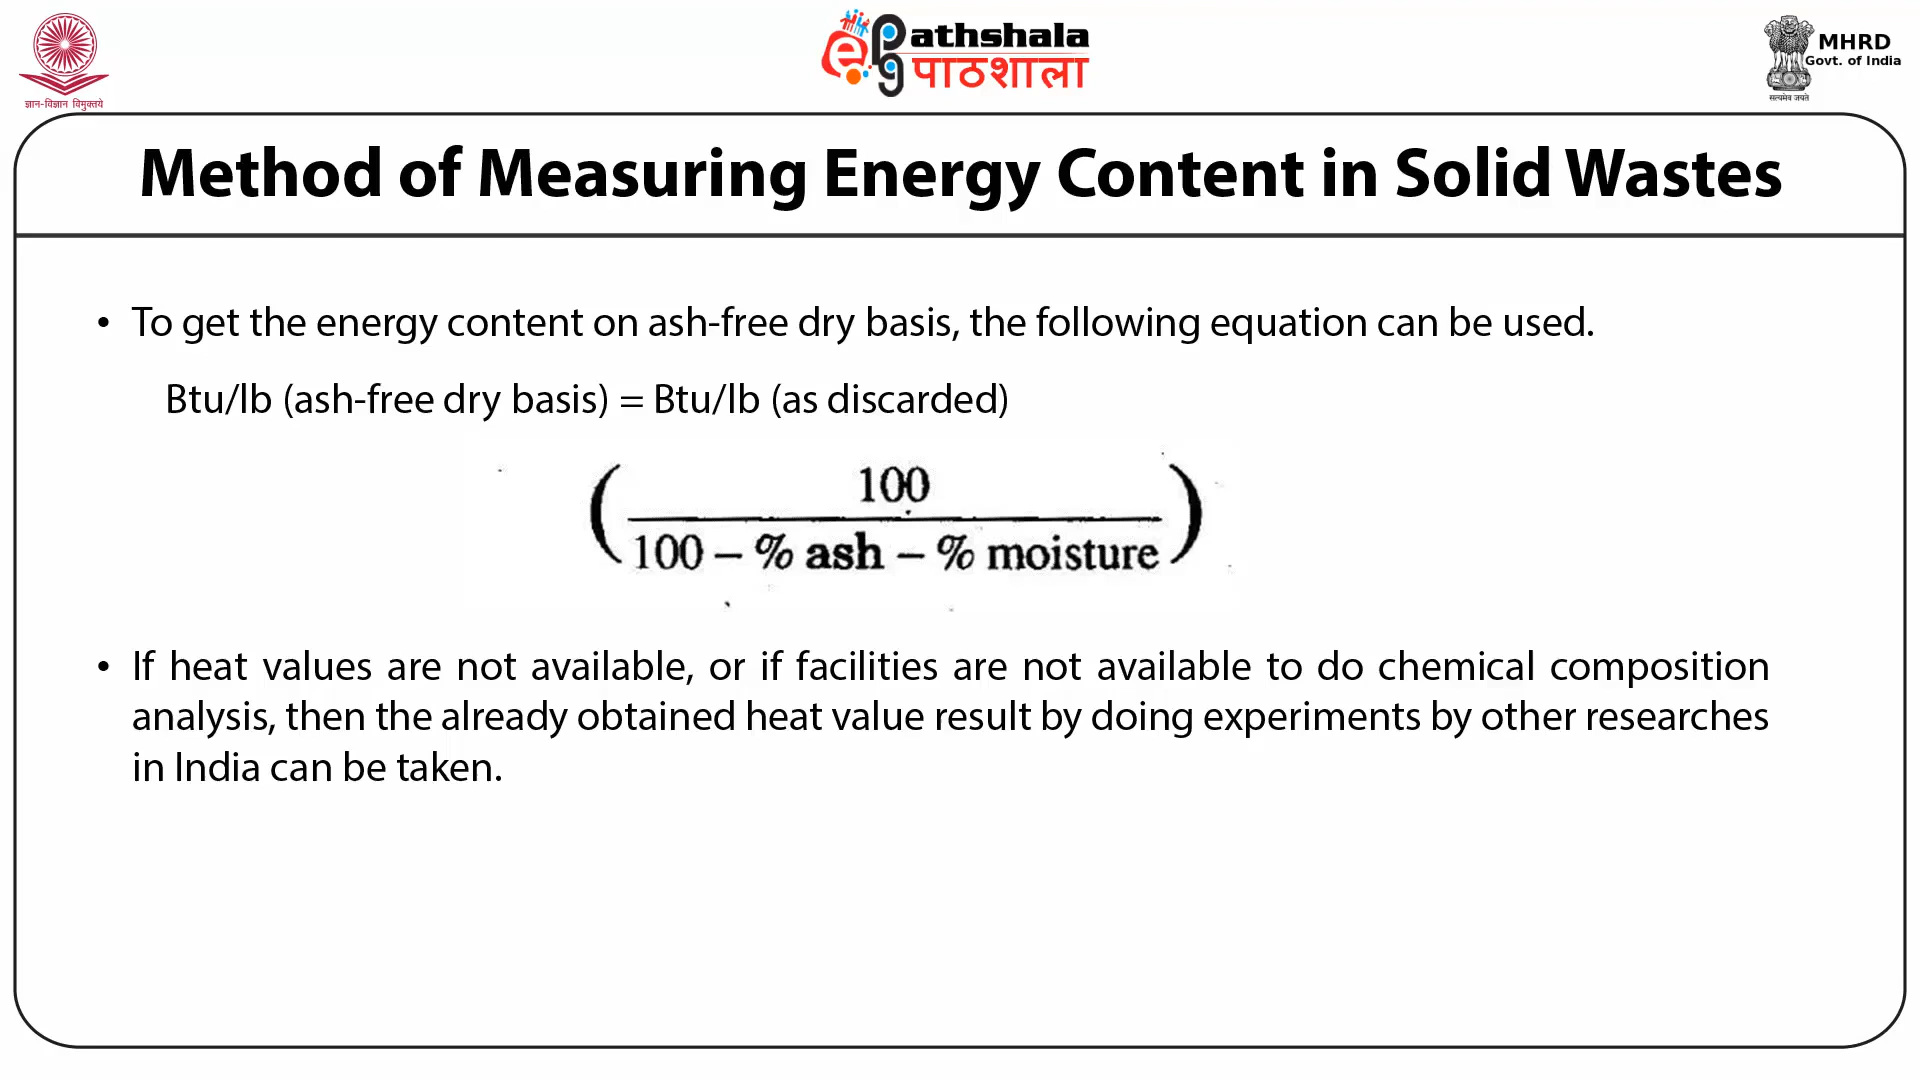 ज्ञान-विज्ञान विमुक्तये
ePathshala
पाठशाला
MHRD
Govt. of India
सत्यमेव जयते
Method of Measuring Energy Content in Solid Wastes
• To get the energy content on ash-free dry basis, the following equation can be used.
Btu/lb (ash-free dry basis) = Btu/lb (as discarded)
(100
100 – % ash – % moisture)
• If heat values are not available, or if facilities are not available to do chemical composition
analysis, then the already obtained heat value result by doing experiments by other researches
in India can be taken.